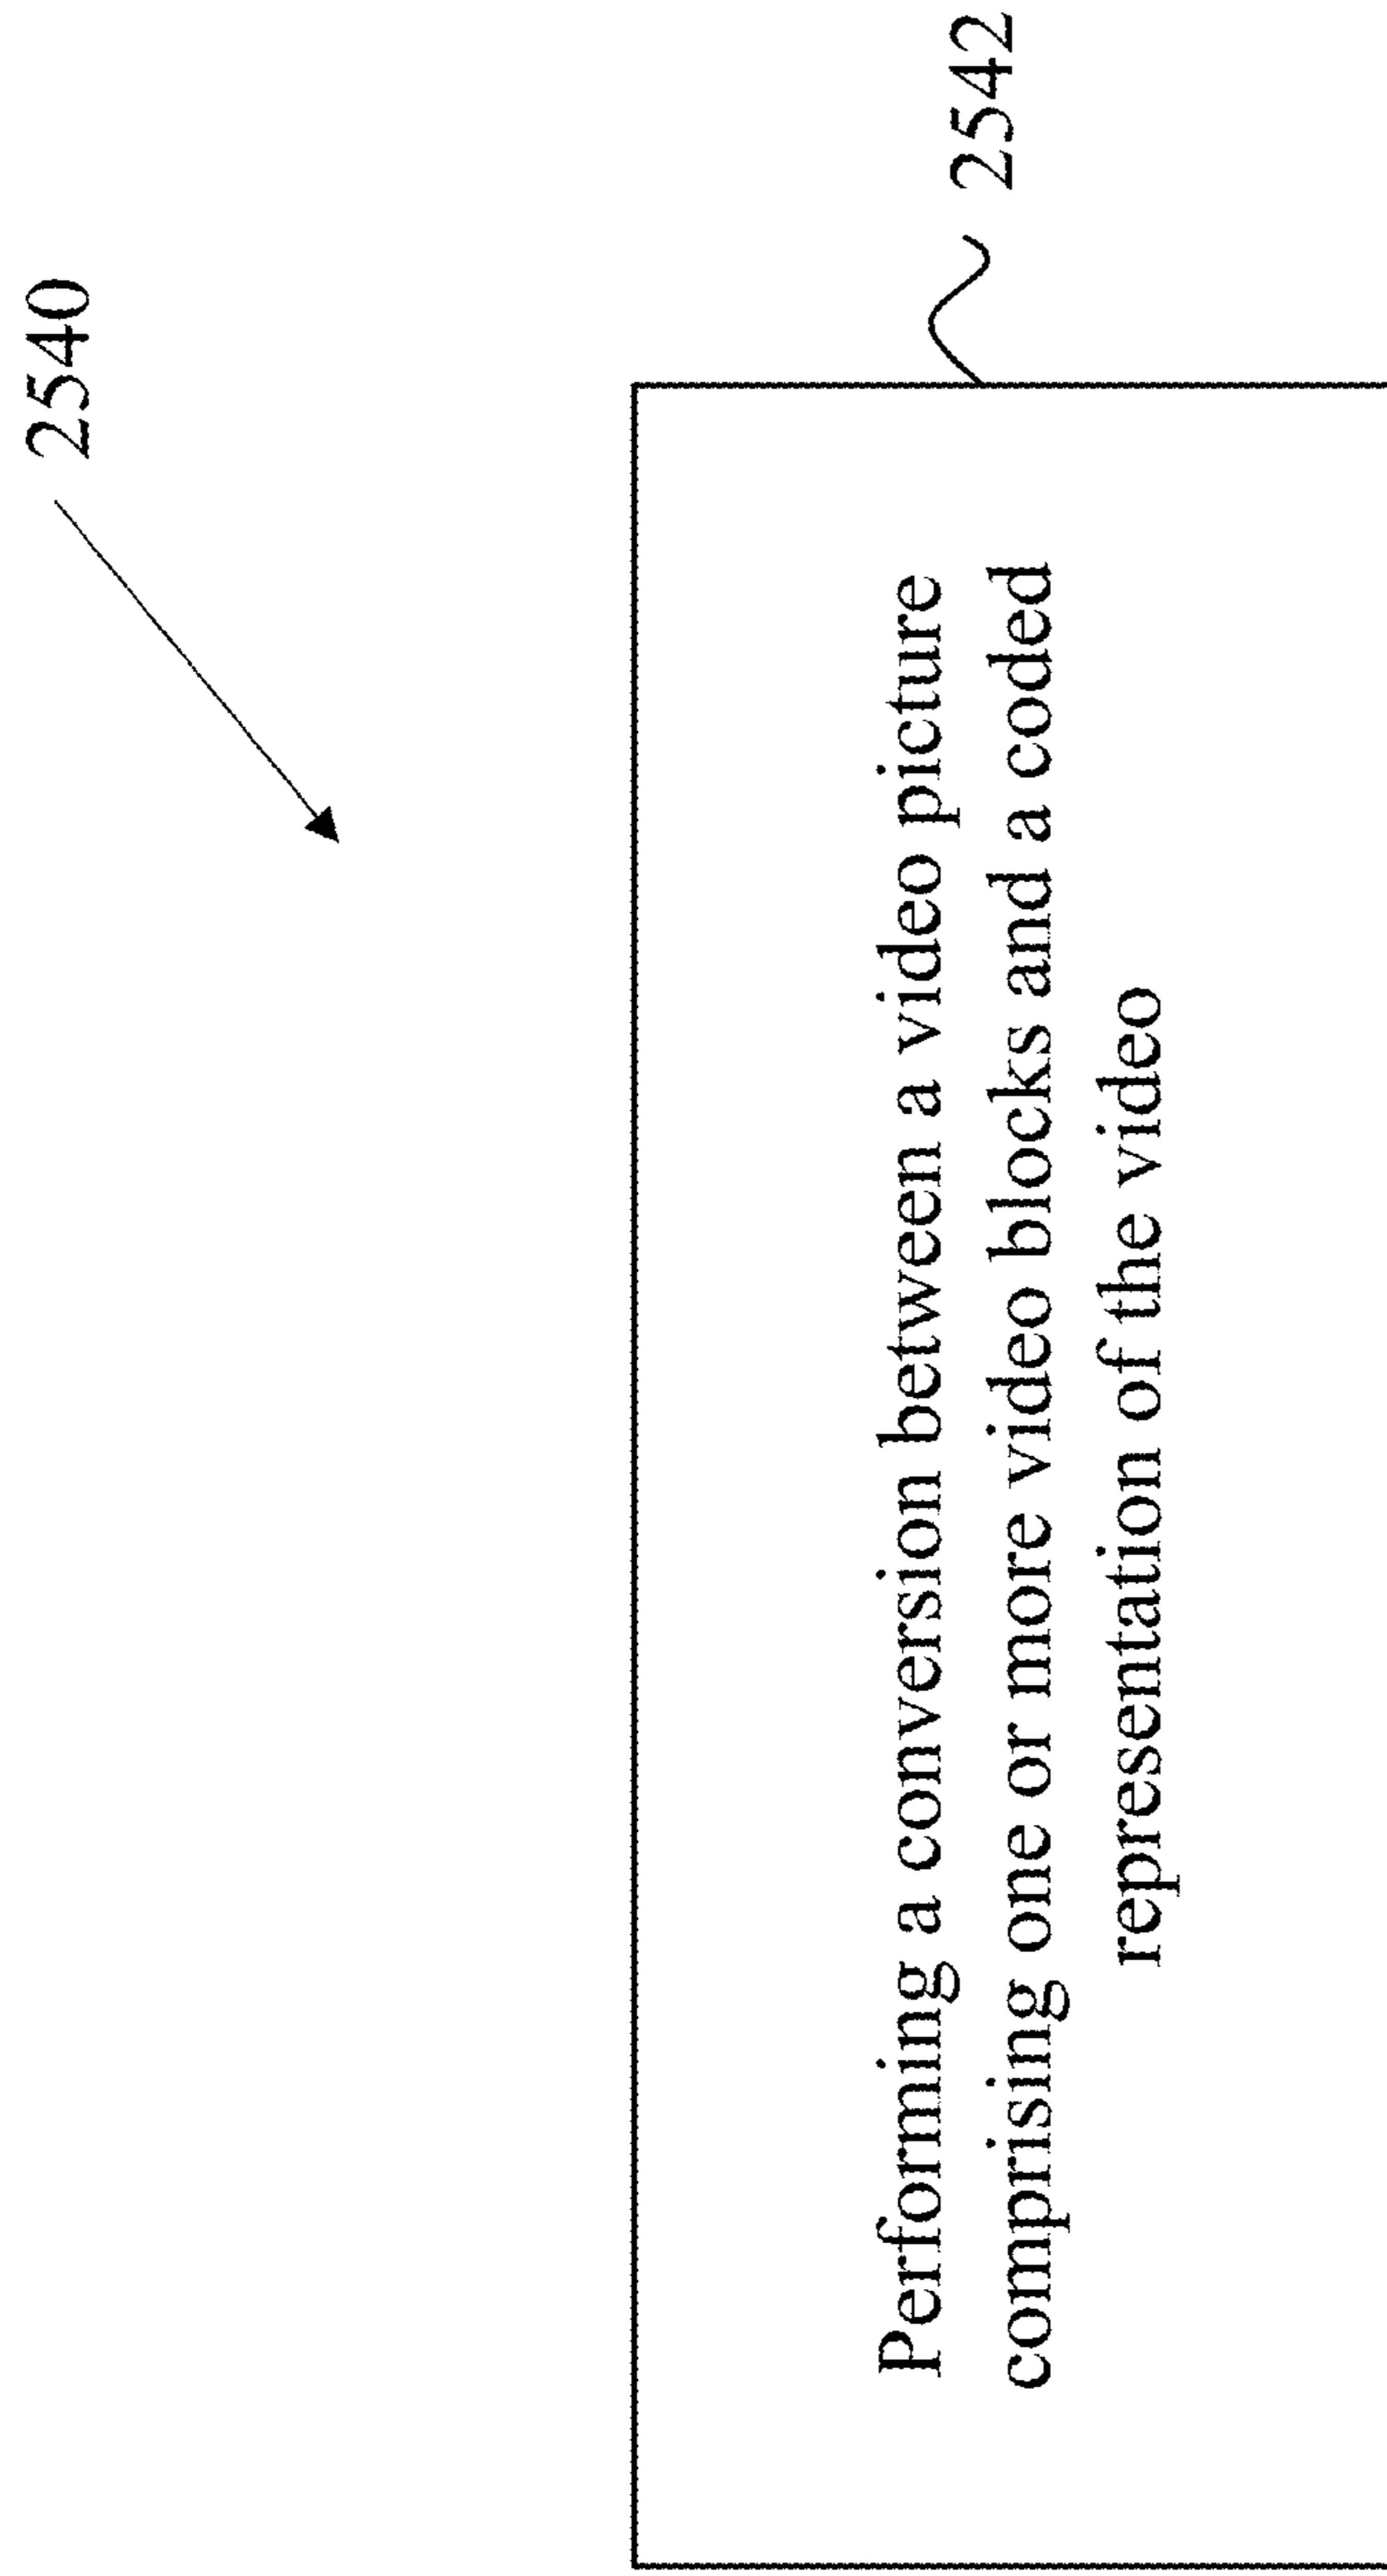 2540
Performing a conversion between a video picture
comprising one or more video blocks and a coded
representation of the video
2542